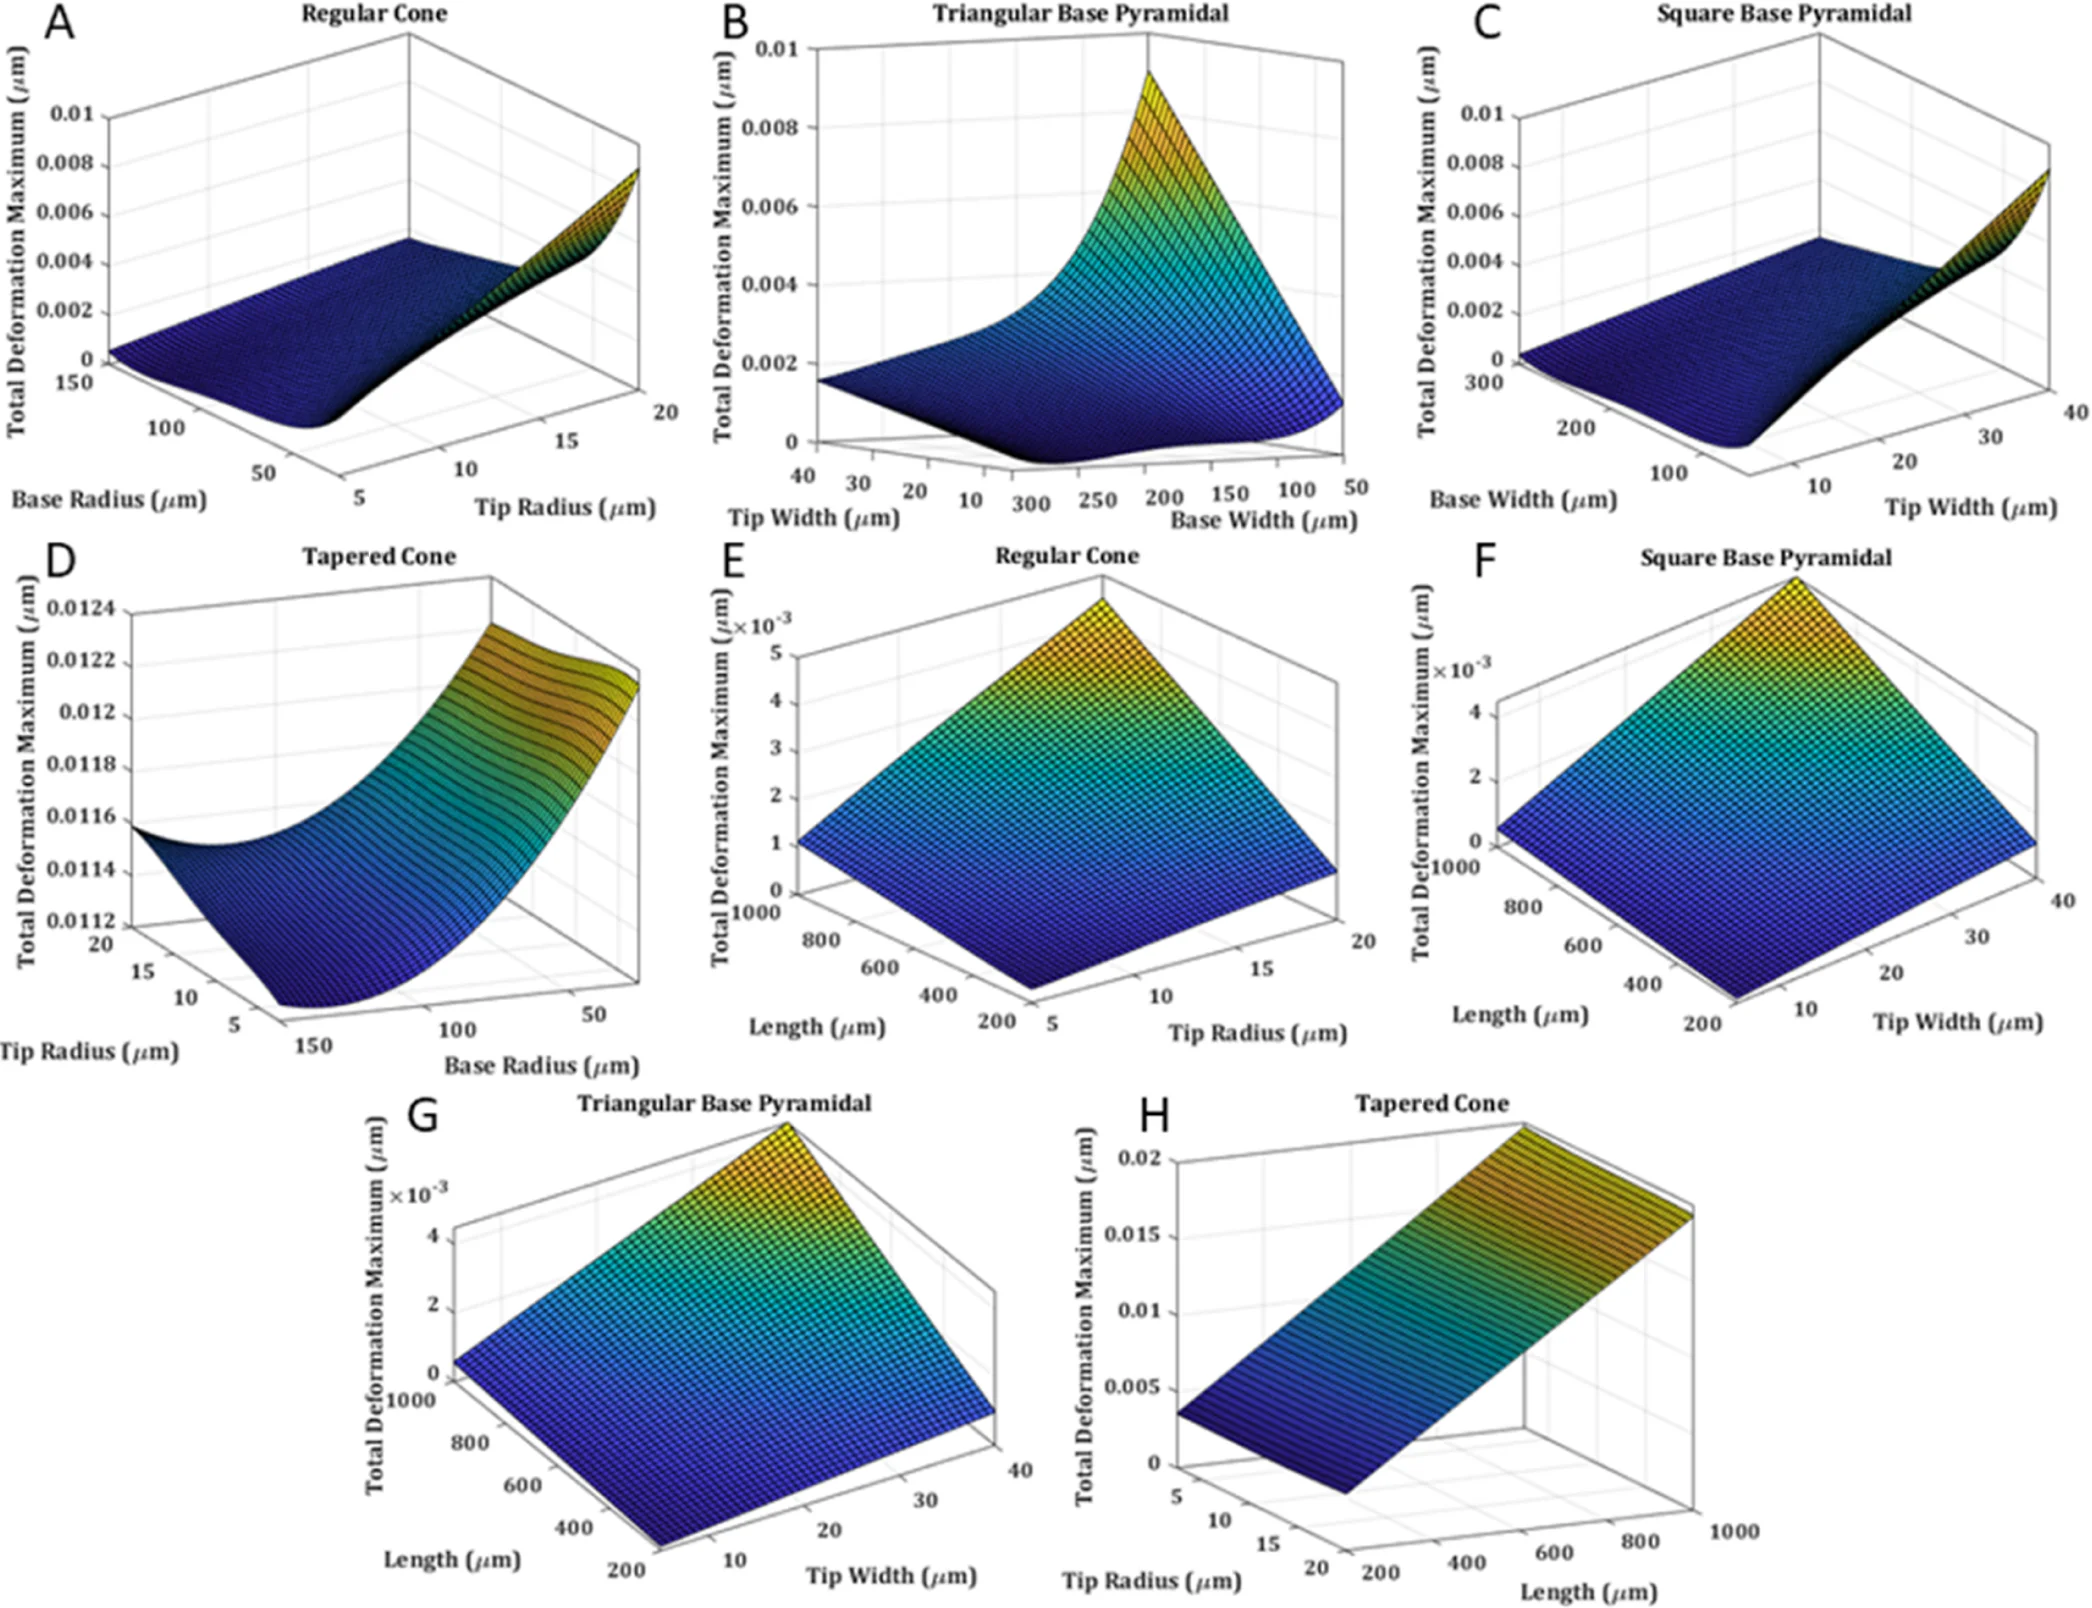 A
Regular Cone
Total Deformation Maximum (μm)
0.01
0.008
0.006
0.004
0.002
0
150
100
50
Base Radius (μm)
5
10
15
20
Tip Radius (μm)
B
Triangular Base Pyramidal
Total Deformation Maximum (μm)
0.01
0.008
0.006
0.004
0.002
0
40 30 20 10
Tip Width (μm)
300 250 200 150 100 50
Base Width (μm)
C
Square Base Pyramidal
Total Deformation Maximum (μm)
0.01
0.008
0.006
0.004
0.002
0
300
200
100
Base Width (μm)
10
20
30
40
Tip Width (μm)
D
Tapered Cone
Total Deformation Maximum (μm)
0.0124
0.0122
0.012
0.0118
0.0116
0.0114
0.0112
20
15
10
5
Tip Radius (μm)
150
100
50
Base Radius (μm)
E
Regular Cone
Total Deformation Maximum (μm)
×10-3
5
4
3
2
1
0
1000
800
600
400
200
Length (μm)
5
10
15
20
Tip Radius (μm)
F
Square Base Pyramidal
Total Deformation Maximum (μm)
×10-3
4
2
0
1000
800
600
400
200
Length (μm)
10
20
30
40
Tip Width (μm)
G
Triangular Base Pyramidal
Total Deformation Maximum (μm)
×10-3
4
2
0
1000
800
600
400
200
Length (μm)
10
20
30
40
Tip Width (μm)
H
Tapered Cone
Total Deformation Maximum (μm)
0.02
0.015
0.01
0.005
0
5
10
15
20
Tip Radius (μm)
200
400
600
800
1000
Length (μm)